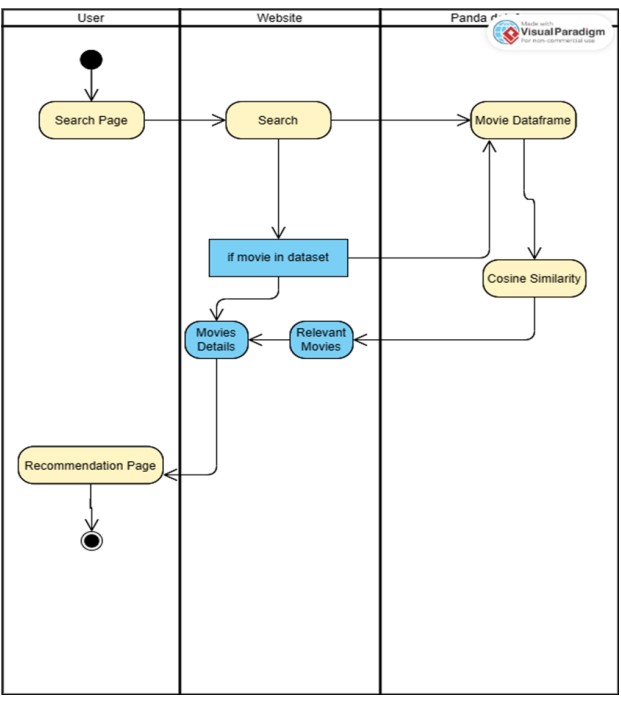 User
Website
Panda
Made with
Visual Paradigm
For non-commercial use
Search Page
Search
Movie Dataframe
if movie in dataset
Cosine Similarity
Movies
Details
Relevant
Movies
Recommendation Page